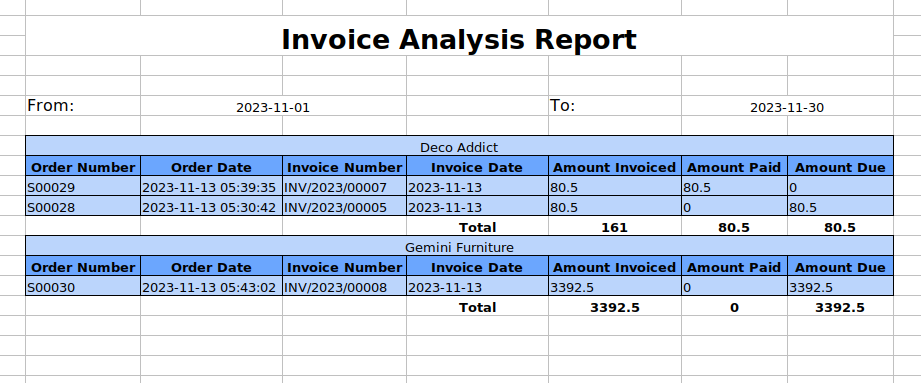 Invoice Analysis Report
From: 2023-11-01 To: 2023-11-30
Deco Addict
Order Number Order Date Invoice Number Invoice Date Amount Invoiced Amount Paid Amount Due
S00029 2023-11-13 05:39:35 INV/2023/00007 2023-11-13 80.5 80.5 0
S00028 2023-11-13 05:30:42 INV/2023/00005 2023-11-13 80.5 0 80.5
Total 161 80.5 80.5
Gemini Furniture
Order Number Order Date Invoice Number Invoice Date Amount Invoiced Amount Paid Amount Due
S00030 2023-11-13 05:43:02 INV/2023/00008 2023-11-13 3392.5 0 3392.5
Total 3392.5 0 3392.5